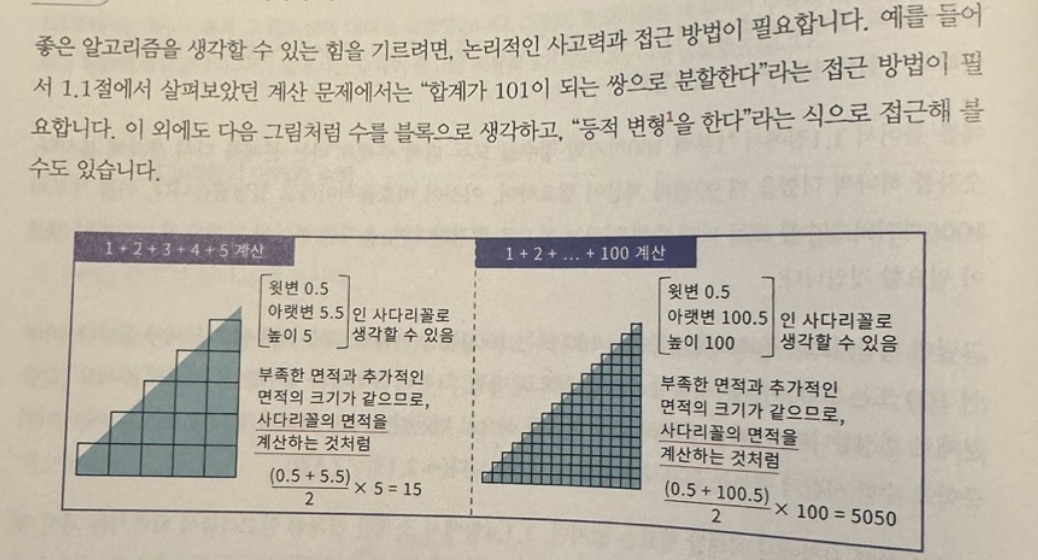 좋은 알고리즘을 생각할 수 있는 힘을 기르려면, 논리적인 사고력과 접근 방법이 필요합니다. 예를 들어
서 1.1절에서 살펴보았던 계산 문제에서는 “합계가 101이 되는 쌍으로 분할한다”라는 접근 방법이 필
요합니다. 이 외에도 다음 그림처럼 수를 블록으로 생각하고, “등적 변형1을 한다”라는 식으로 접근해 볼
수도 있습니다.
1 + 2 + 3 + 4 + 5 계산
윗변 0.5
아랫변 5.5
높이 5
인 사다리꼴로
생각할 수 있음
부족한 면적과 추가적인
면적의 크기가 같으므로,
사다리꼴의 면적을
계산하는 것처럼
(0.5 + 5.5)
2
× 5 = 15
1 + 2 + … + 100 계산
윗변 0.5
아랫변 100.5
높이 100
인 사다리꼴로
생각할 수 있음
부족한 면적과 추가적인
면적의 크기가 같으므로,
사다리꼴의 면적을
계산하는 것처럼
(0.5 + 100.5)
2
× 100 = 5050